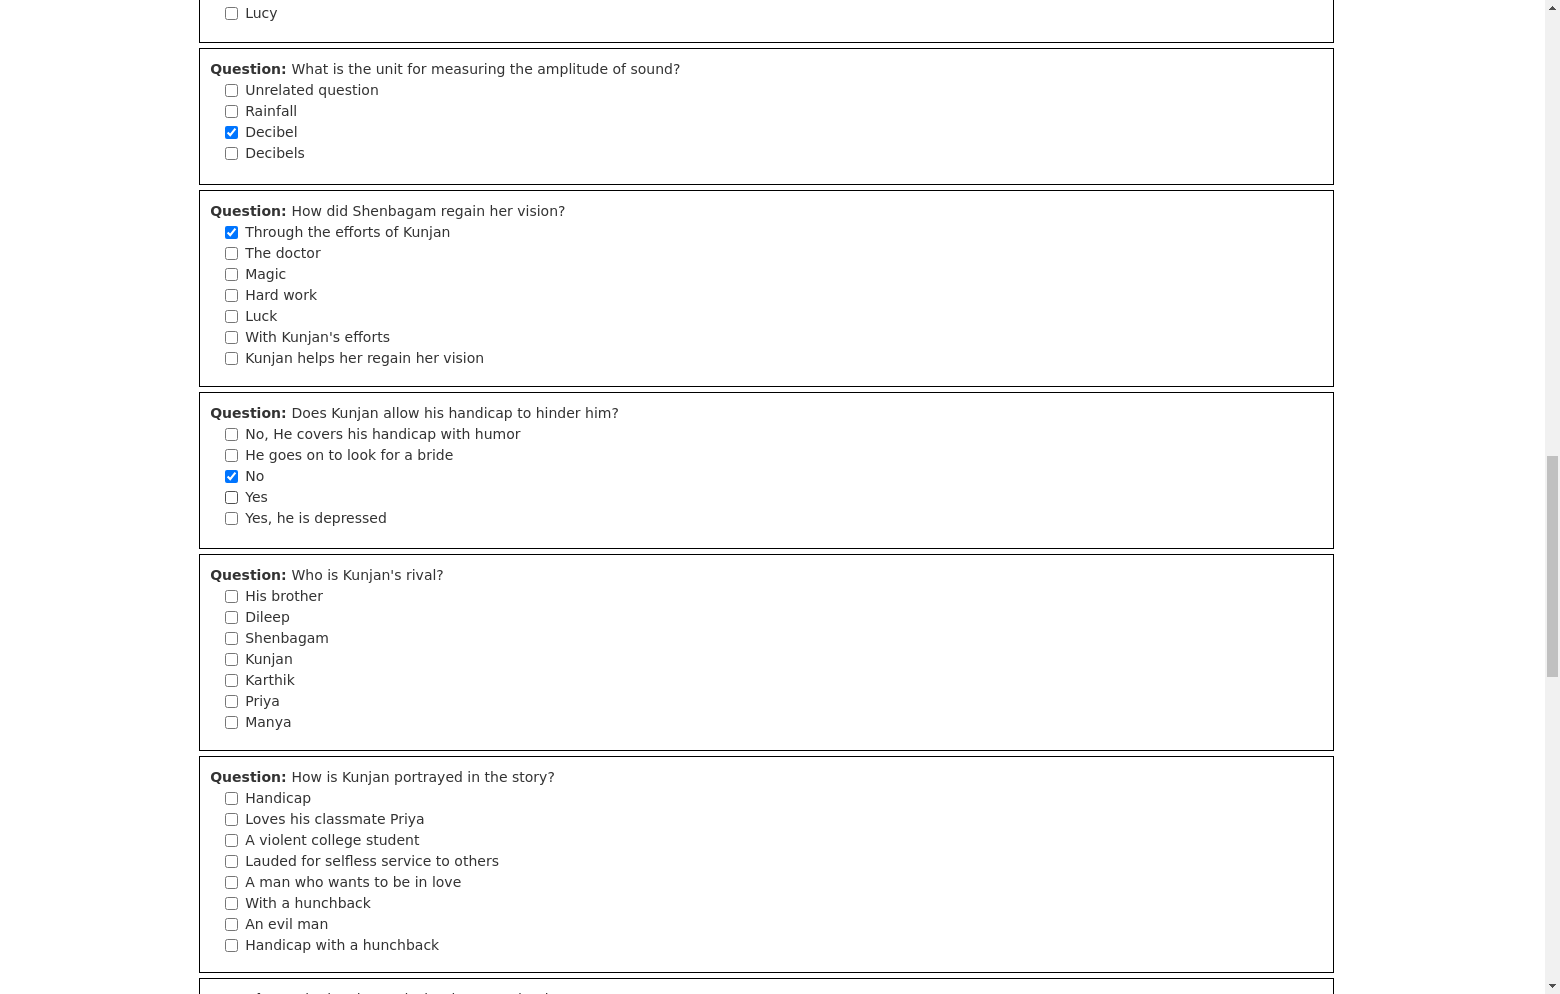 Lucy
Question: What is the unit for measuring the amplitude of sound?
Unrelated question
Rainfall
Decibel
Decibels
Question: How did Shenbagam regain her vision?
Through the efforts of Kunjan
The doctor
Magic
Hard work
Luck
With Kunjan's efforts
Kunjan helps her regain her vision
Question: Does Kunjan allow his handicap to hinder him?
No, He covers his handicap with humor
He goes on to look for a bride
No
Yes
Yes, he is depressed
Question: Who is Kunjan's rival?
His brother
Dileep
Shenbagam
Kunjan
Karthik
Priya
Manya
Question: How is Kunjan portrayed in the story?
Handicap
Loves his classmate Priya
A violent college student
Lauded for selfless service to others
A man who wants to be in love
With a hunchback
An evil man
Handicap with a hunchback